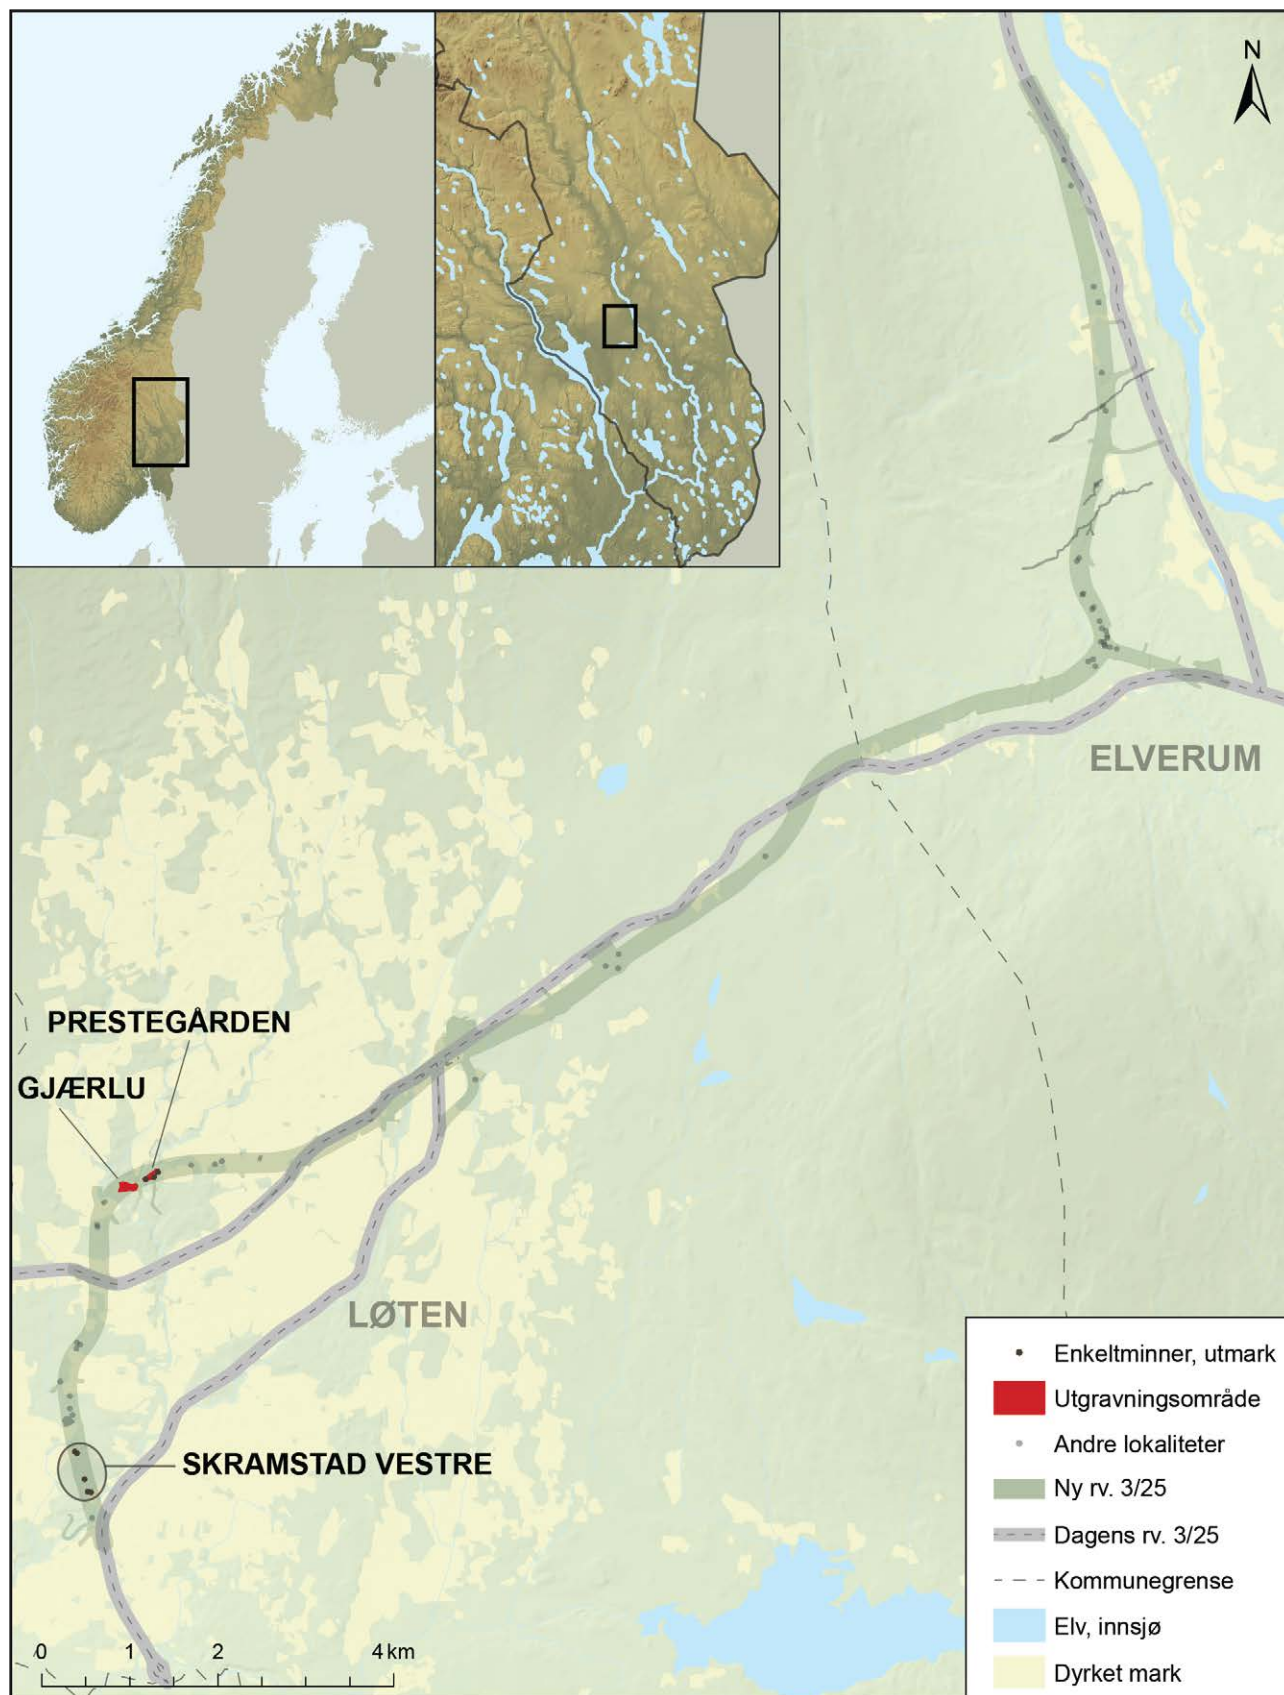 N
ELVERUM
PRESTEGÅRDEN
GJÆRLU
LØTEN
SKRAMSTAD VESTRE
Enkeltminner, utmark
Utgravningsområde
Andre lokaliteter
Ny rv. 3/25
Dagens rv. 3/25
Kommunegrense
Elv, innsjø
Dyrket mark
0 1 2 4 km